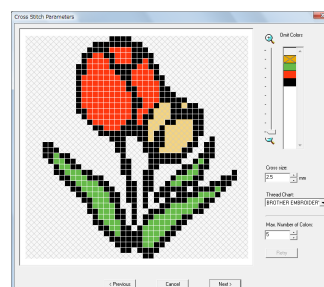 Cross Stitch Parameters
Omit Colors
Cross size:
2.5 mm
Thread Chart:
BROTHER EMBROIDERY
Max. Number of Colors:
5
Retry
< Previous
Cancel
Next >